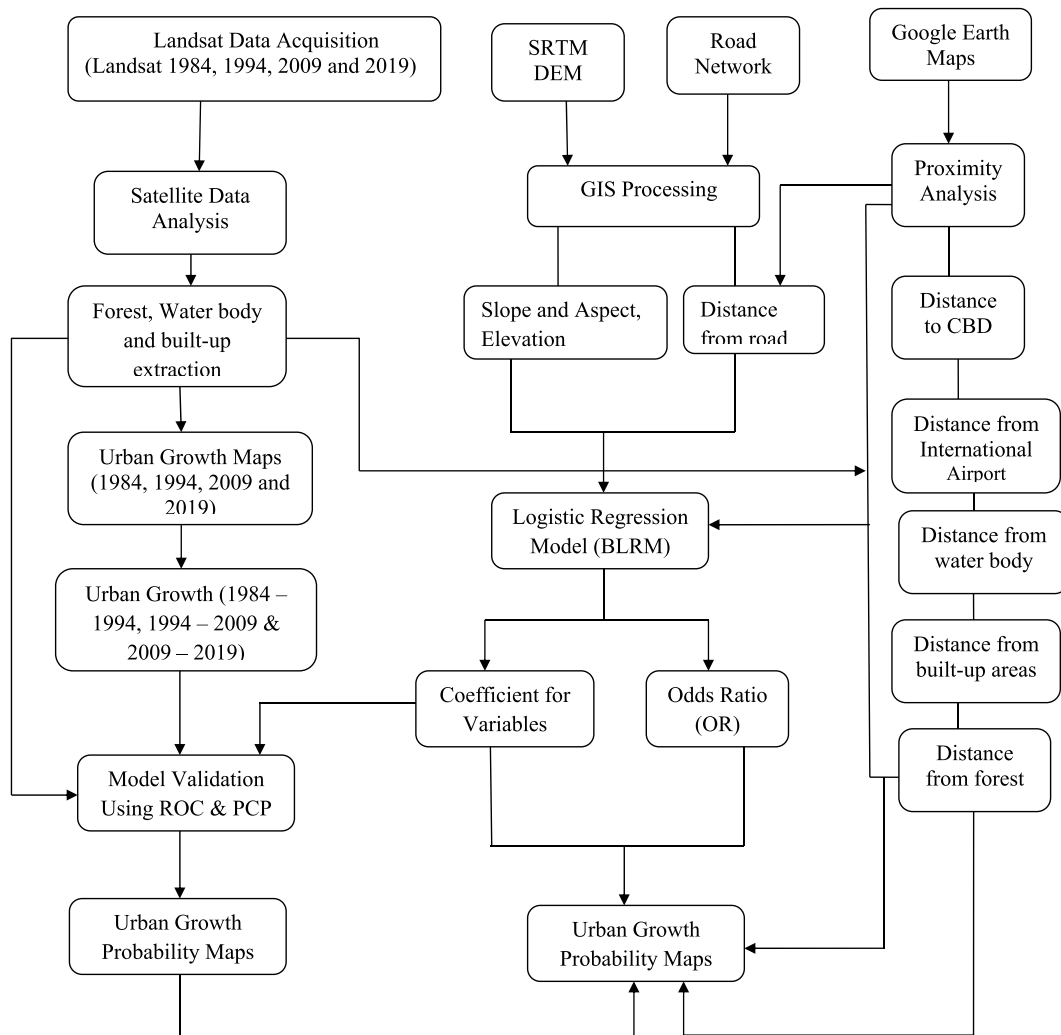 Landsat Data Acquisition
(Landsat 1984, 1994, 2009 and 2019)
SRTM
DEM
Road
Network
Google Earth
Maps
Satellite Data
Analysis
GIS Processing
Proximity
Analysis
Forest, Water body
and built-up
extraction
Slope and Aspect,
Elevation
Distance
from road
Distance
to CBD
Urban Growth Maps
(1984, 1994, 2009 and
2019)
Distance from
International
Airport
Logistic Regression
Model (BLRM)
Distance from
water body
Urban Growth (1984 –
1994, 1994 – 2009 &
2009 – 2019)
Distance from
built-up areas
Coefficient for
Variables
Odds Ratio
(OR)
Model Validation
Using ROC & PCP
Distance
from forest
Urban Growth
Probability Maps
Urban Growth
Probability Maps